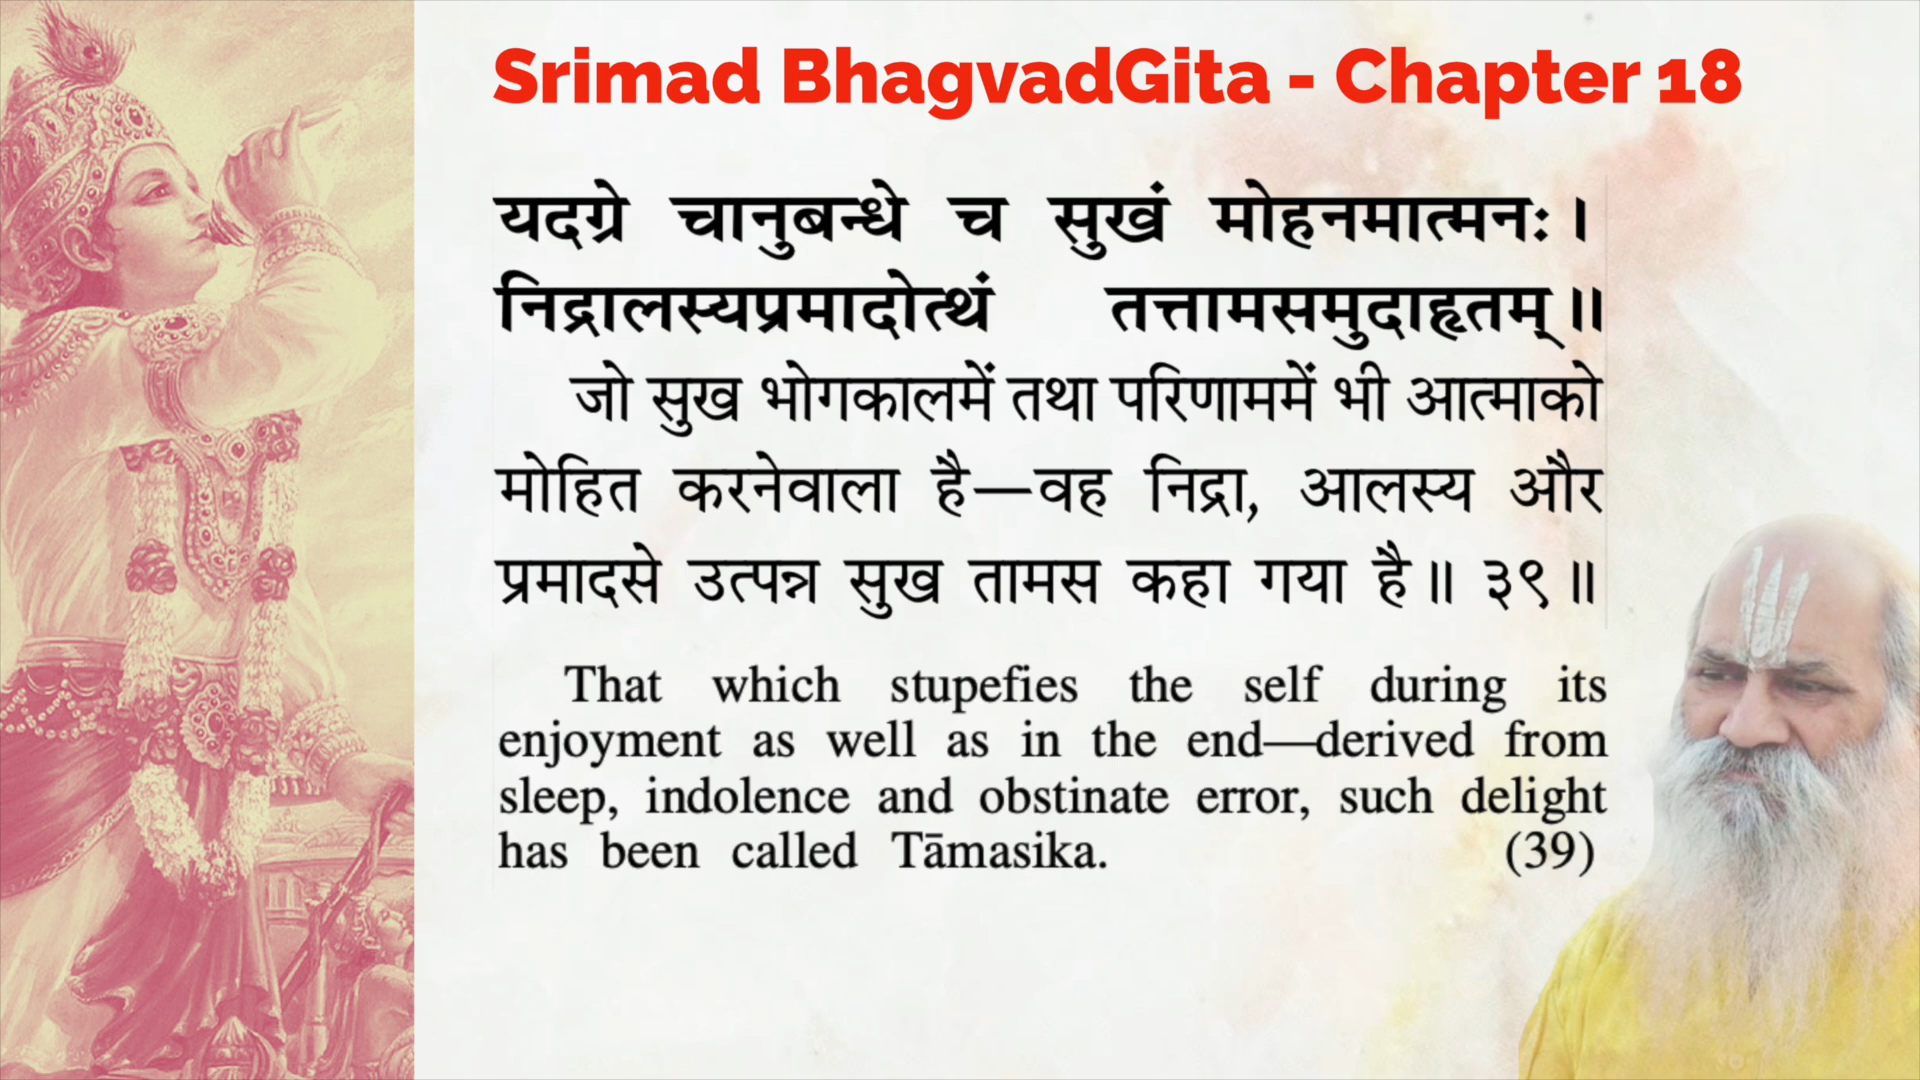 Srimad BhagvadGita - Chapter 18
यदग्रे चानुबन्धे च सुखं मोहनमात्मनः ।
निद्रालस्यप्रमादोत्थं तत्तामसमुदाहृतम् ॥
जो सुख भोगकालमें तथा परिणाममें भी आत्माको
मोहित करनेवाला है—वह निद्रा, आलस्य और
प्रमादसे उत्पन्न सुख तामस कहा गया है ॥ ३९ ॥
That which stupefies the self during its
enjoyment as well as in the end—derived from
sleep, indolence and obstinate error, such delight
has been called Tāmasika. (39)